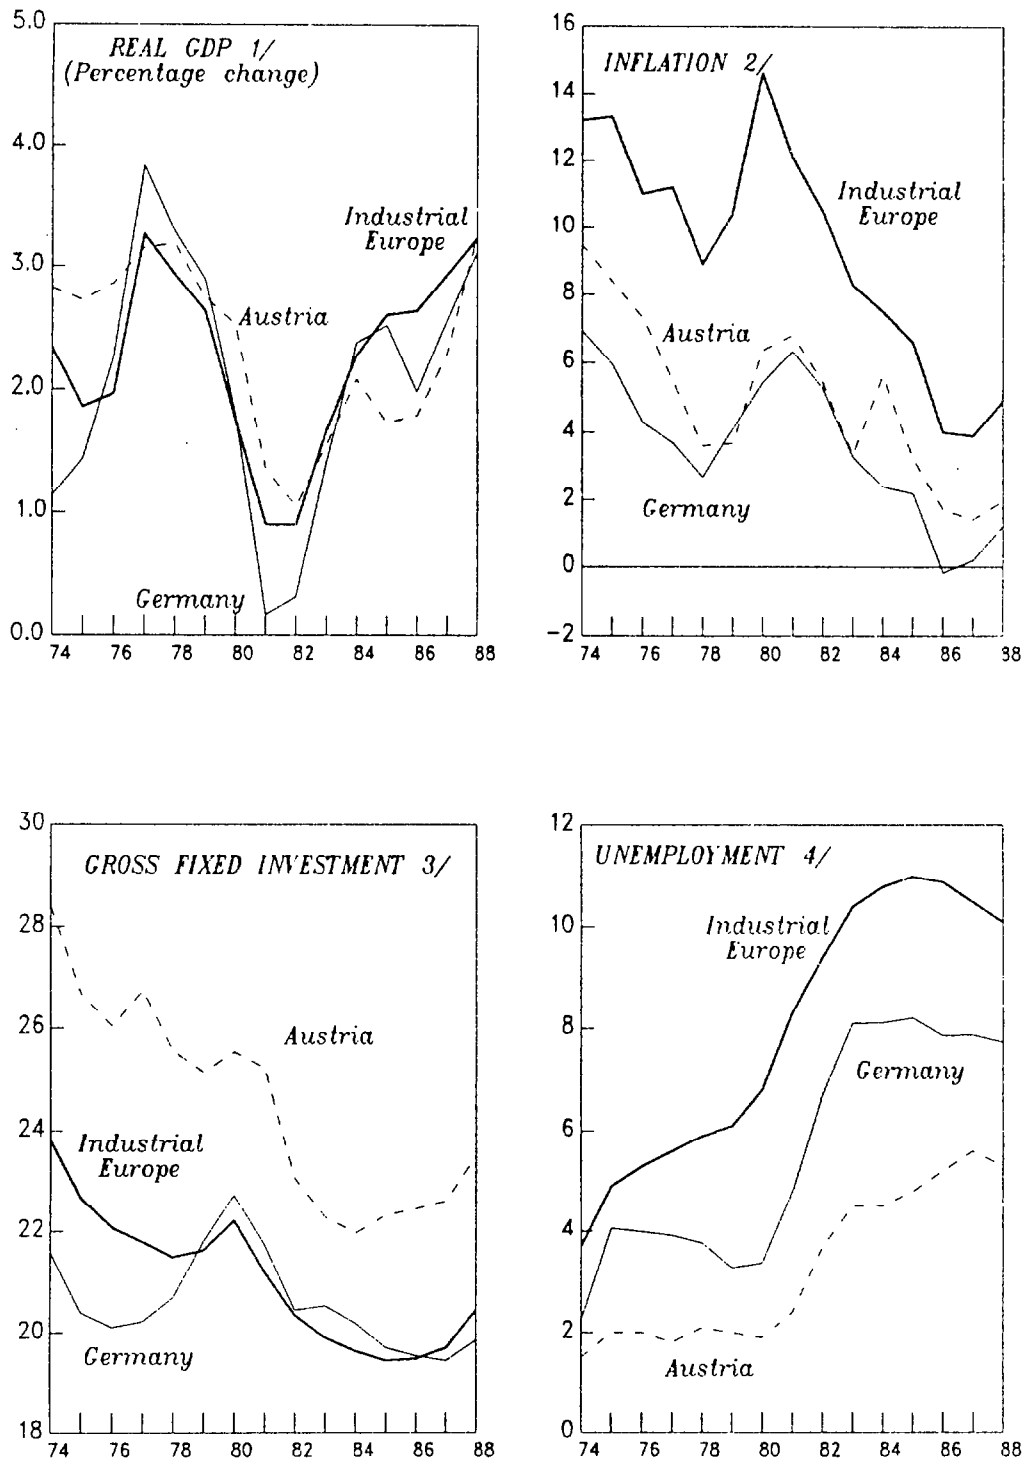 REAL GDP 1/
(Percentage change)
5.0
4.0
3.0
2.0
1.0
0.0
Industrial
Europe
Austria
Germany
74 76 78 80 82 84 86 88
INFLATION 2/
16
14
12
10
8
6
4
2
0
-2
Industrial
Europe
Austria
Germany
74 76 78 80 82 84 86 88
GROSS FIXED INVESTMENT 3/
30
28
26
24
22
20
18
Austria
Industrial
Europe
Germany
74 76 78 80 82 84 86 88
UNEMPLOYMENT 4/
12
10
8
6
4
2
0
Industrial
Europe
Germany
Austria
74 76 78 80 82 84 86 88